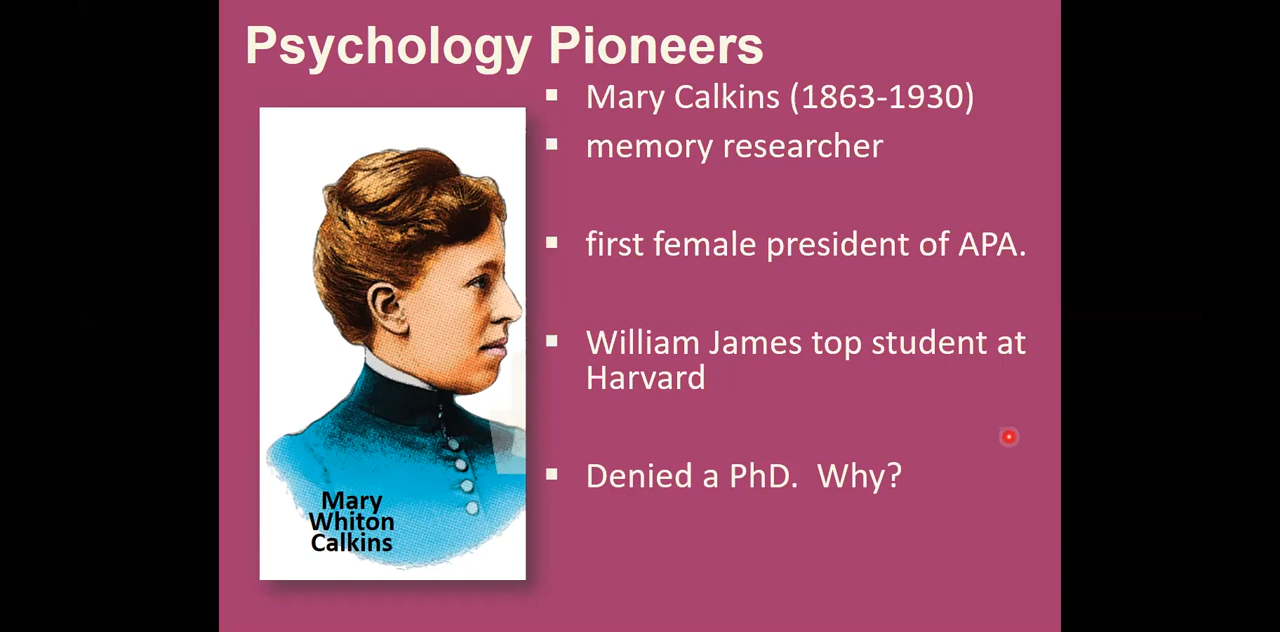 Psychology Pioneers
Mary Calkins (1863-1930)
memory researcher
first female president of APA.
William James top student at
Harvard
Denied a PhD.  Why?
Mary
Whiton
Calkins